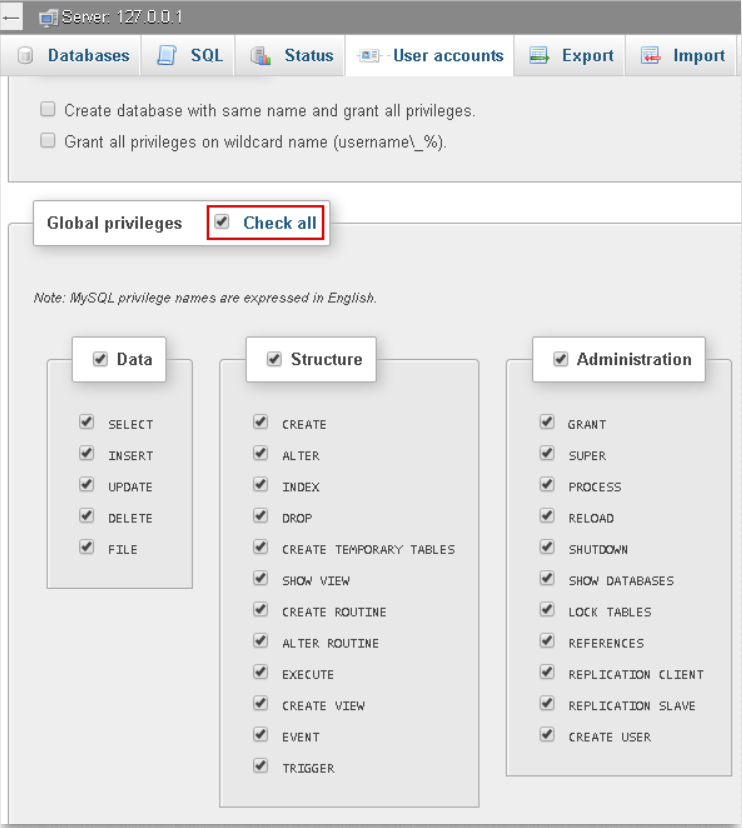 Server: 127.0.0.1
Databases SQL Status User accounts Export Import
Create database with same name and grant all privileges.
Grant all privileges on wildcard name (username\_%).
Global privileges Check all
Note: MySQL privilege names are expressed in English.
Data
SELECT
INSERT
UPDATE
DELETE
FILE
Structure
CREATE
ALTER
INDEX
DROP
CREATE TEMPORARY TABLES
SHOW VIEW
CREATE ROUTINE
ALTER ROUTINE
EXECUTE
CREATE VIEW
EVENT
TRIGGER
Administration
GRANT
SUPER
PROCESS
RELOAD
SHUTDOWN
SHOW DATABASES
LOCK TABLES
REFERENCES
REPLICATION CLIENT
REPLICATION SLAVE
CREATE USER